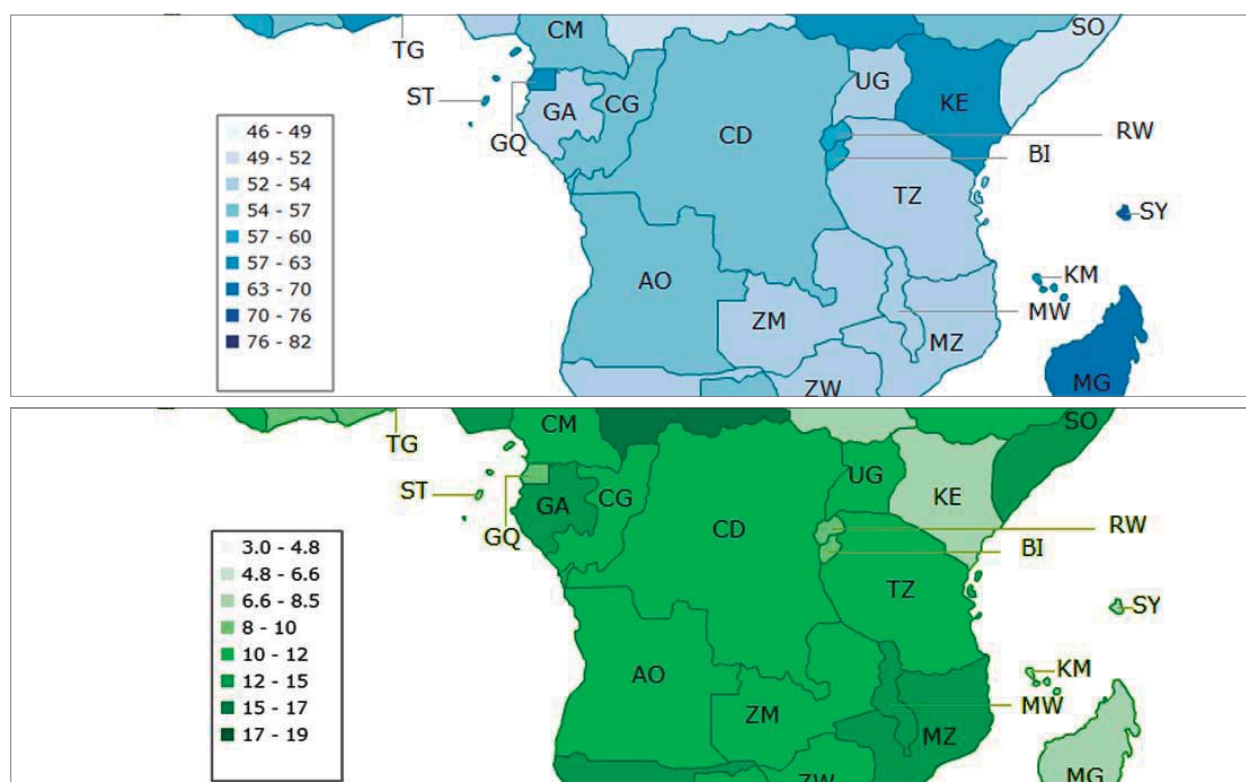 CM
SO
TG
UG
ST
CG
KE
GA
CD
RW
GQ
BI
46 - 49
49 - 52
52 - 54
54 - 57
57 - 60
57 - 63
63 - 70
70 - 76
76 - 82
TZ
SY
AO
KM
ZM
MW
MZ
ZW
MG
CM
SO
TG
UG
ST
CG
KE
GA
CD
RW
GQ
BI
3.0 - 4.8
4.8 - 6.6
6.6 - 8.5
8 - 10
10 - 12
12 - 15
15 - 17
17 - 19
TZ
SY
AO
KM
ZM
MW
MZ
ZW
MG